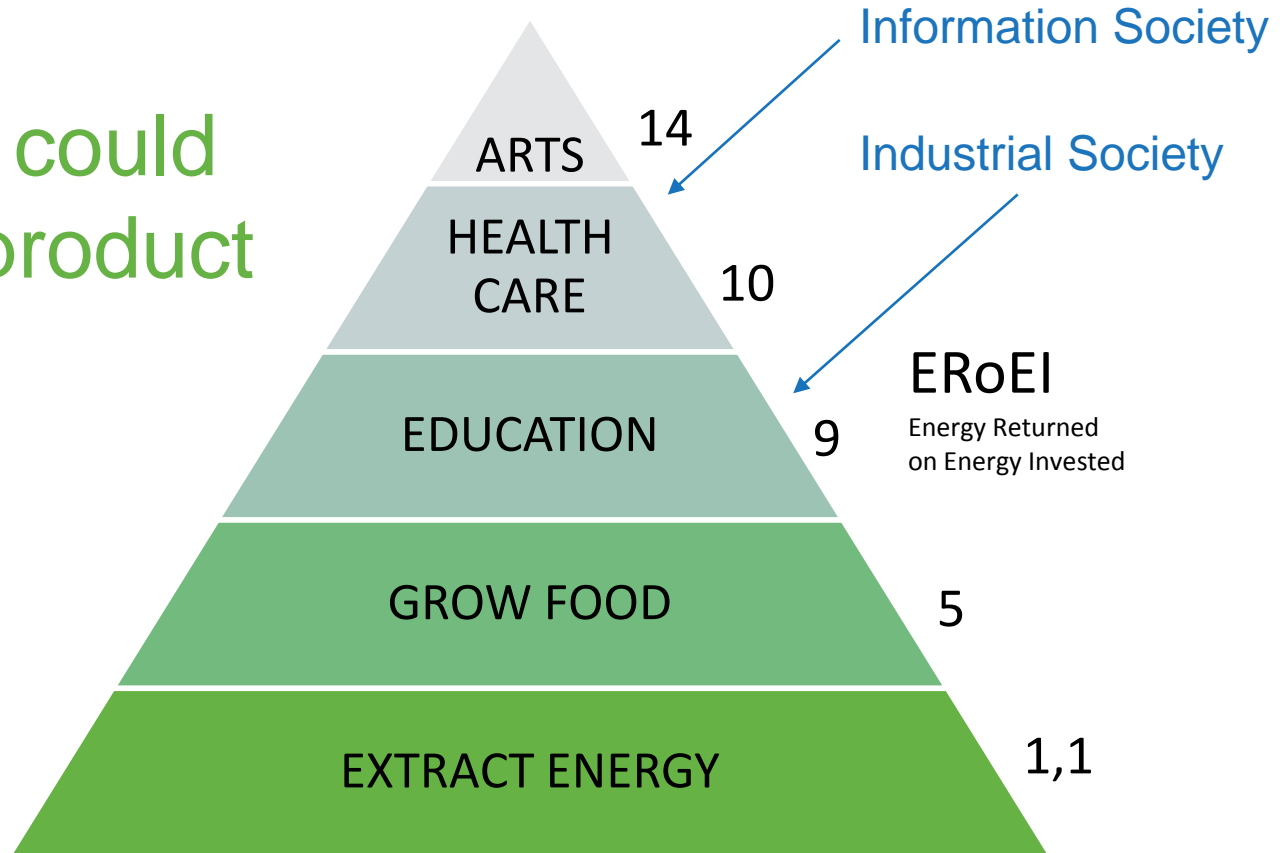 Information Society
could
product
Industrial Society
ARTS
14
HEALTH
CARE
10
ERoEI
Energy Returned
on Energy Invested
EDUCATION
9
GROW FOOD
5
EXTRACT ENERGY
1,1